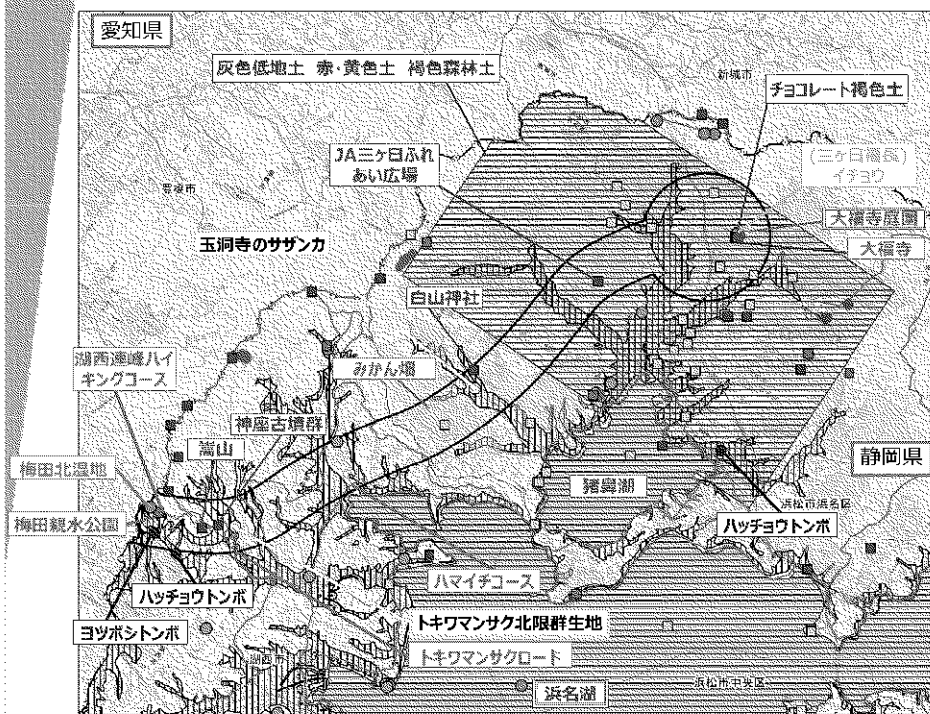 愛知県
灰色低地土 赤・黄色土 褐色森林土
新城市
チョコレート褐色土
JA三ヶ日ふれ
あい広場
(三ヶ日福長)
イチョウ
豊橋市
大福寺庭園
玉洞寺のサザンカ
大福寺
白山神社
湖西連峰ハイ
キングコース
みかん畑
神座古墳群
嵩山
静岡県
梅田北湿地
猪鼻湖
浜松市浜名区
梅田親水公園
ハッチョウトンボ
ハマイチコース
ハッチョウトンボ
トキワマンサク北限群生地
ヨツボシトンボ
トキワマンサクロード
湖西市
浜松市中央区
浜名湖